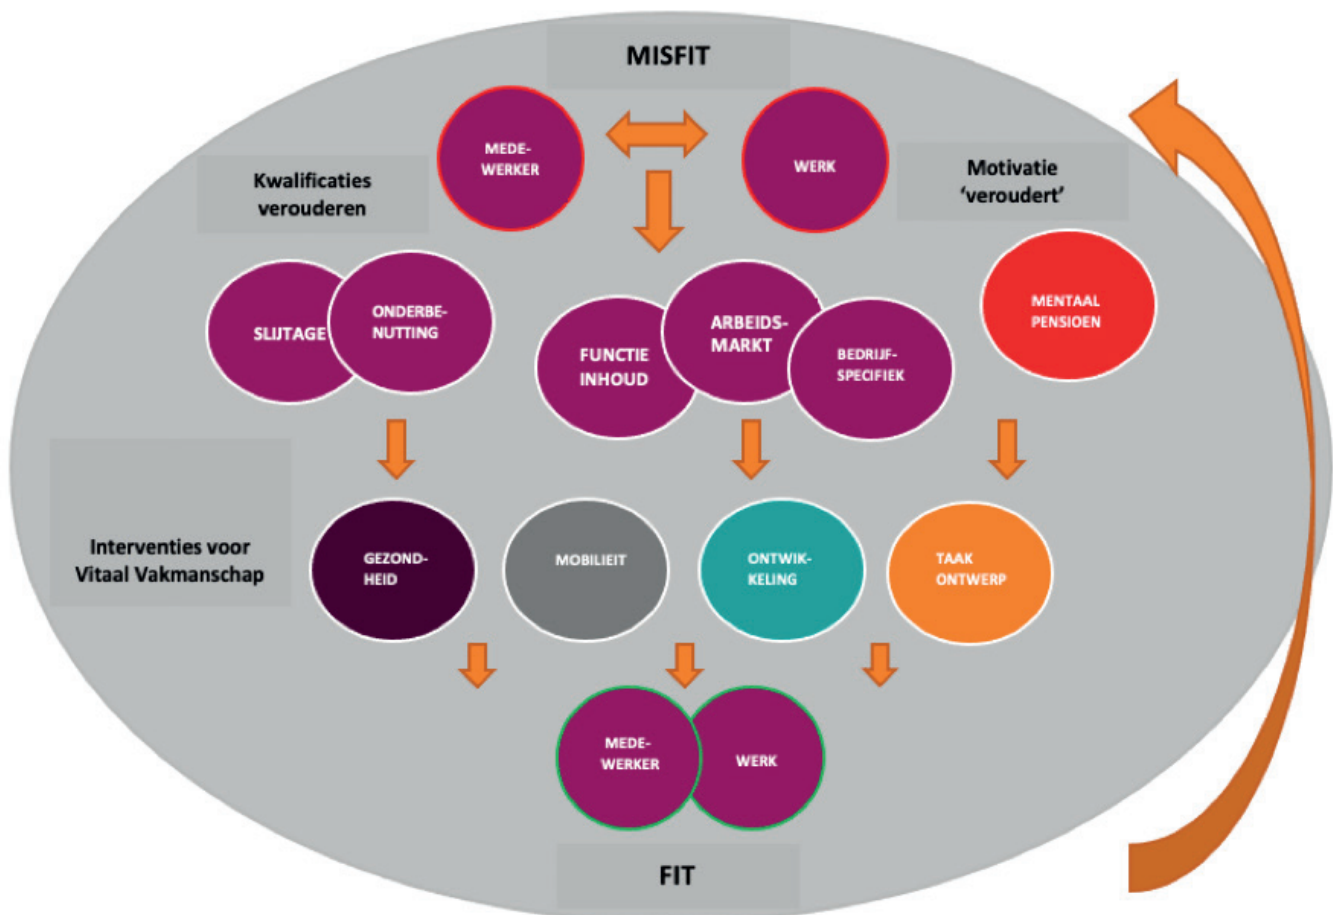 MISFIT
MEDE-
WERKER
WERK
Kwalificaties
verouderen
Motivatie
‘veroudert’
SLIJTAGE
ONDERBE-
NUTTING
FUNCTIE
INHOUD
ARBEIDS-
MARKT
BEDRIJF-
SPECIFIEK
MENTAAL
PENSIOEN
Interventies voor
Vitaal Vakmanschap
GEZOND-
HEID
MOBILIEIT
ONTWIK-
KELING
TAAK
ONTWERP
MEDE-
WERKER
WERK
FIT